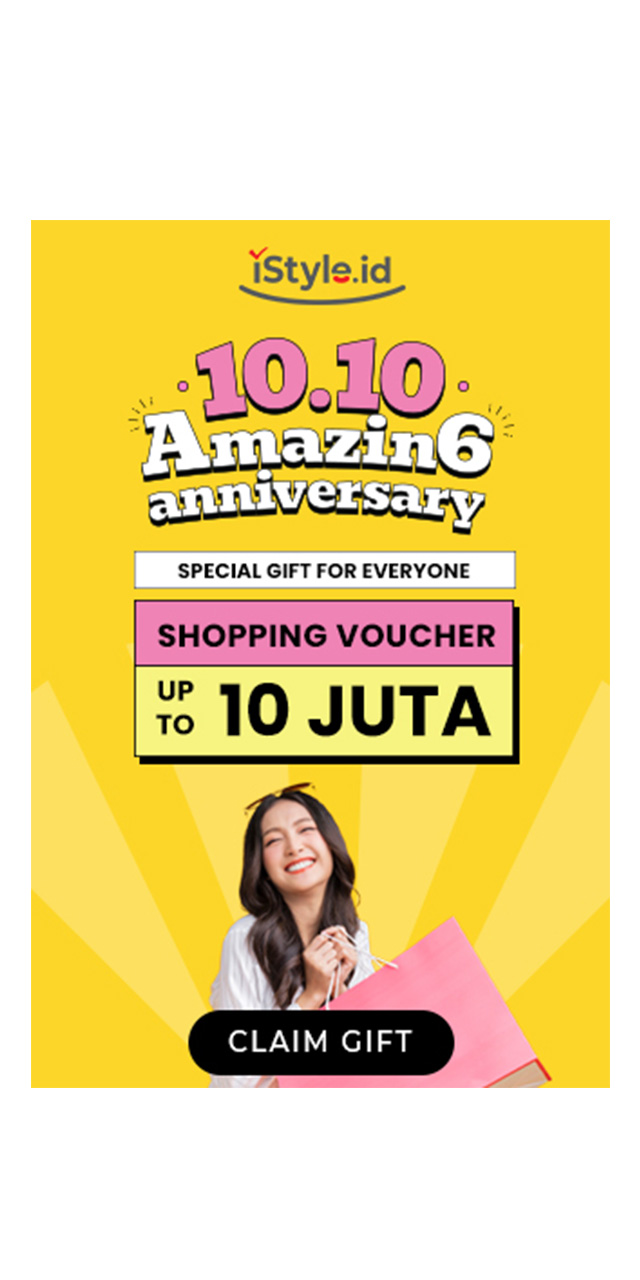 iStyle.id
10.10
Amazin6
anniversary
SPECIAL GIFT FOR EVERYONE
SHOPPING VOUCHER
UP TO 10 JUTA
CLAIM GIFT